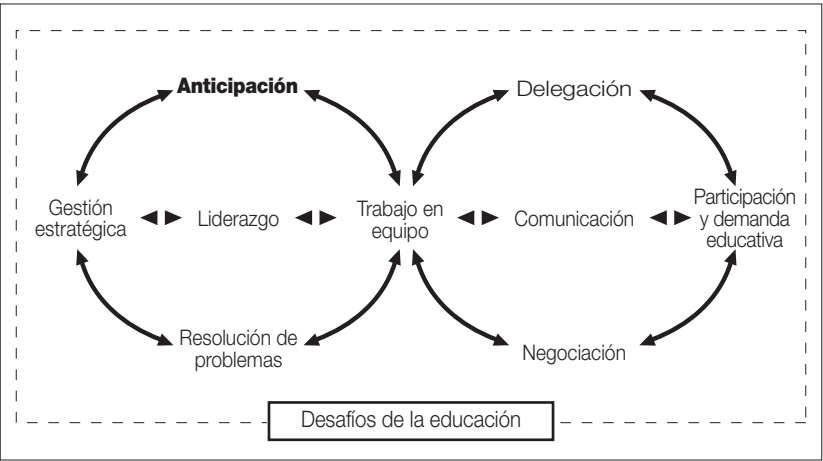 Anticipación
Delegación
Gestión
estratégica
Liderazgo
Trabajo en
equipo
Comunicación
Participación
y demanda
educativa
Resolución de
problemas
Negociación
Desafíos de la educación